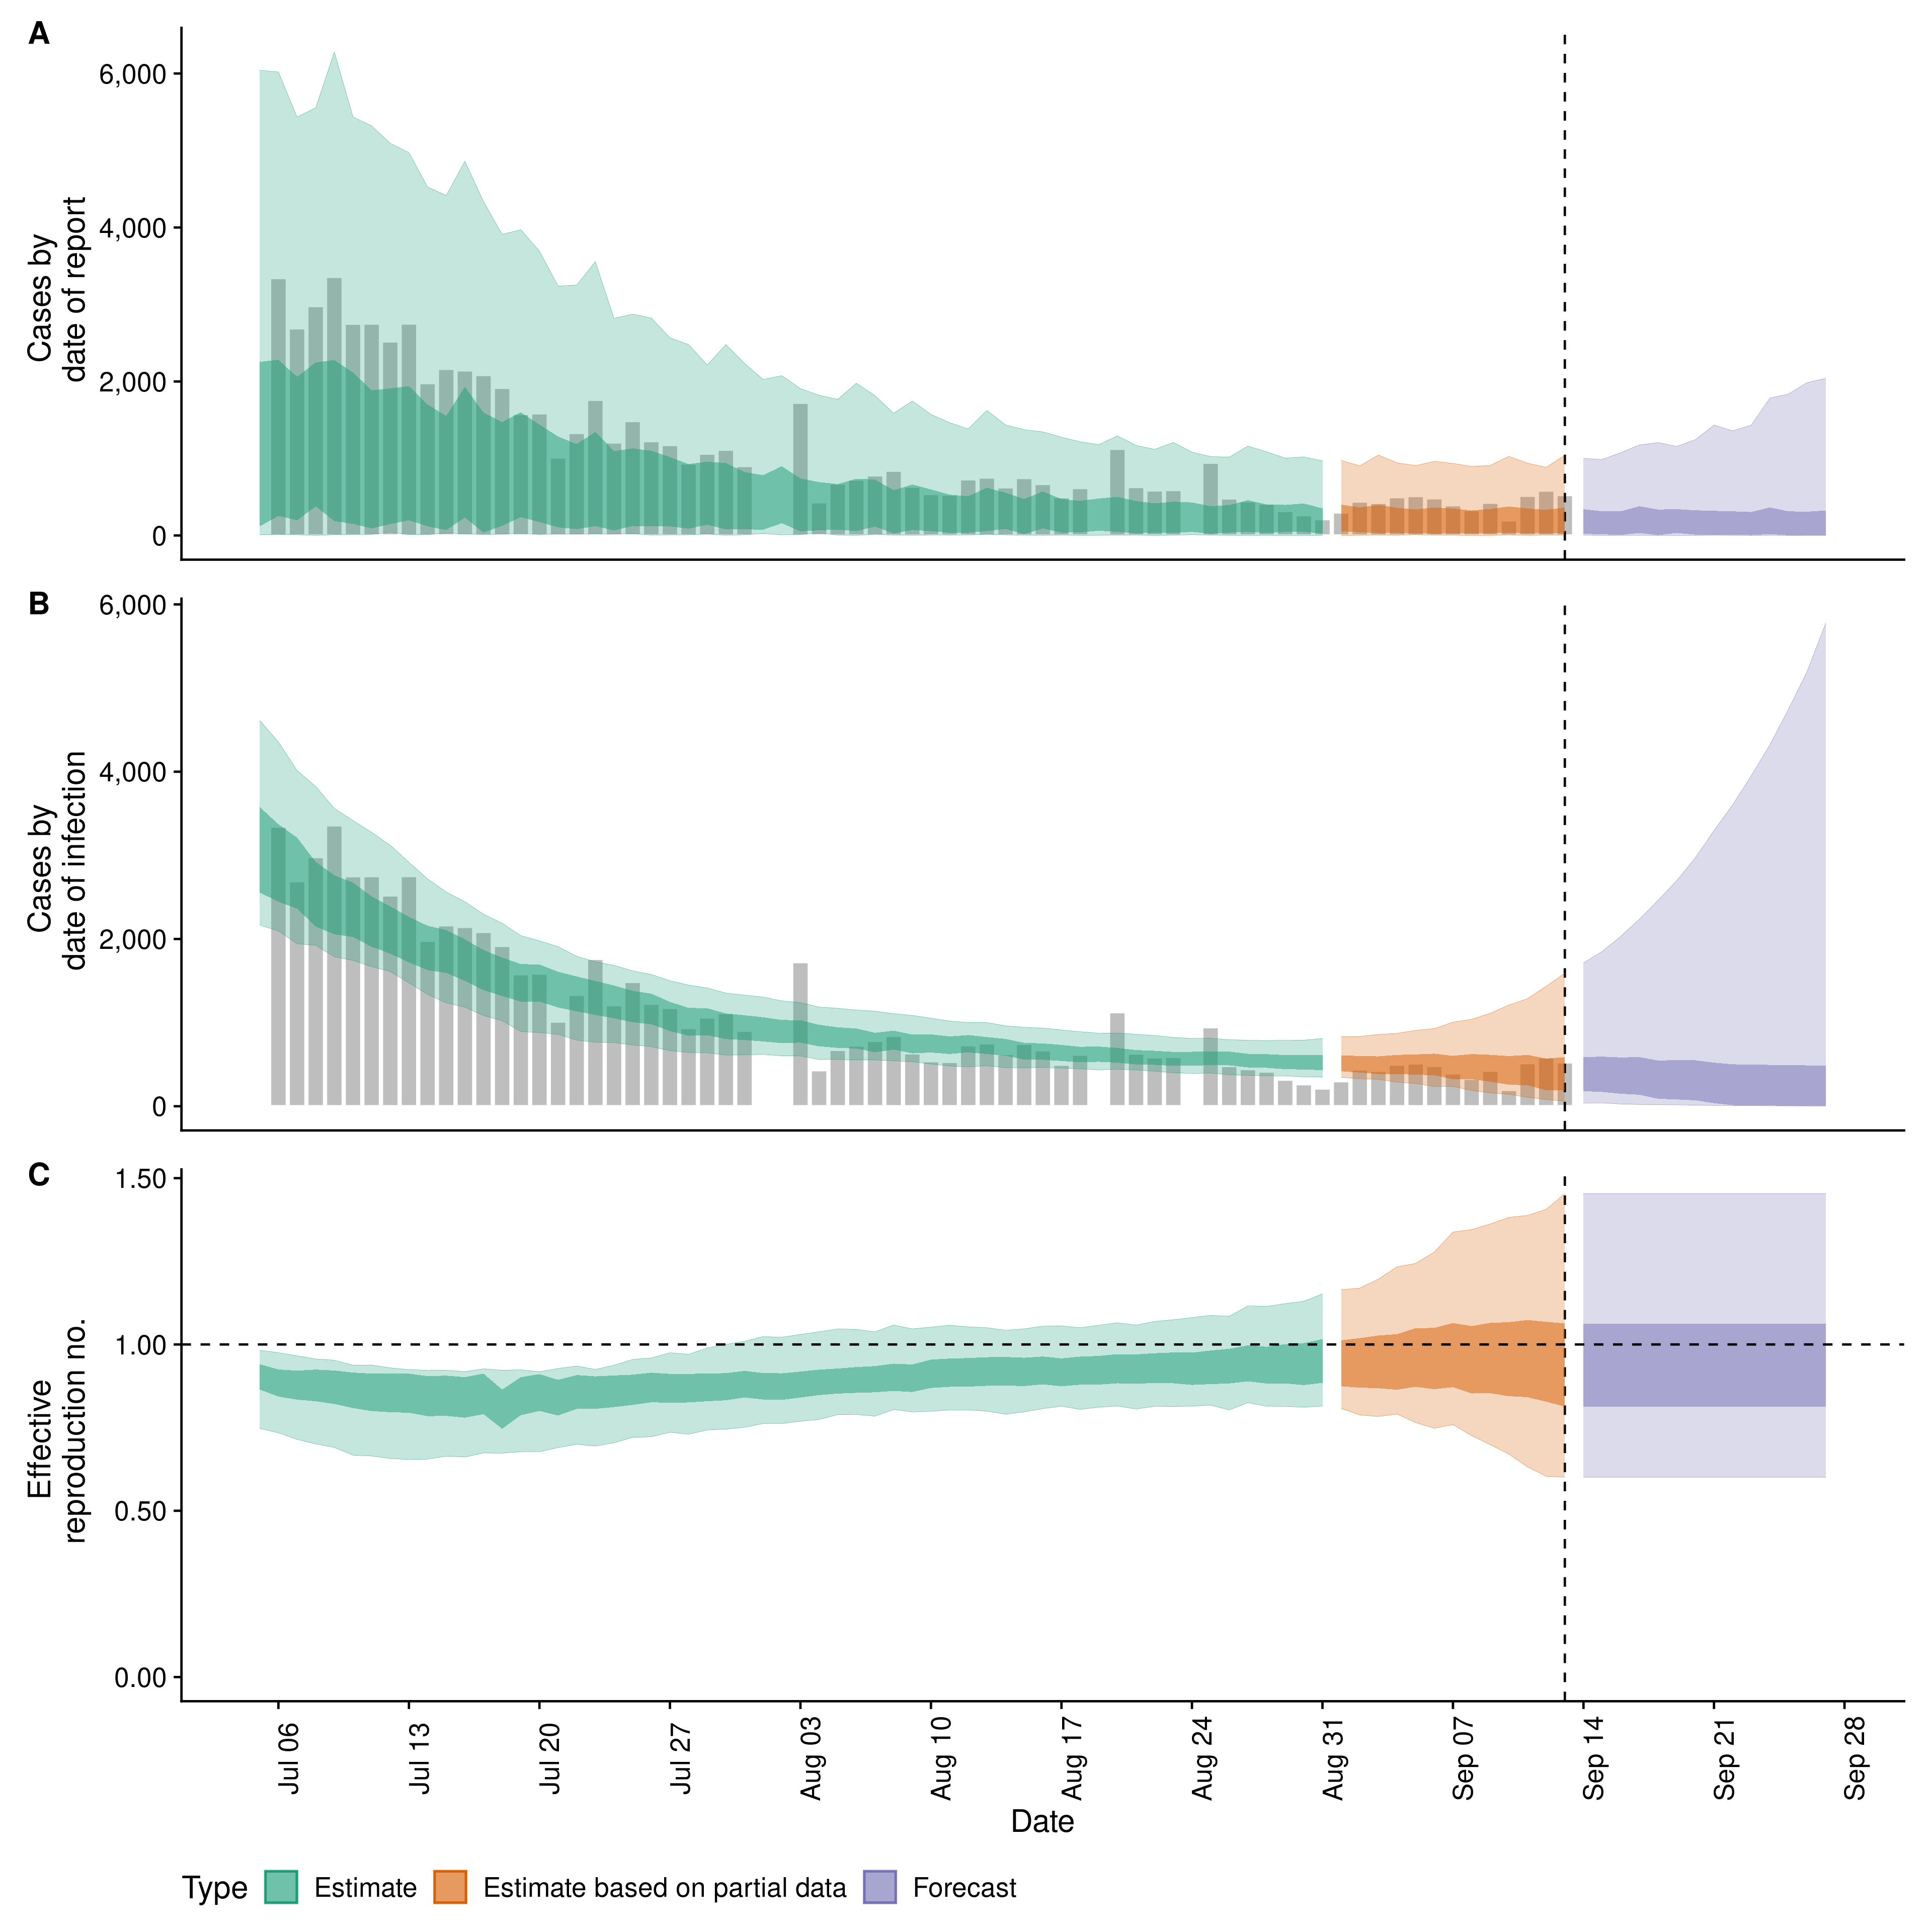 A
Cases by
date of report
6,000
4,000
2,000
0
B
Cases by
date of infection
6,000
4,000
2,000
0
C
Effective
reproduction no.
1.50
1.00
0.50
0.00
Jul 06
Jul 13
Jul 20
Jul 27
Aug 03
Aug 10
Aug 17
Aug 24
Aug 31
Sep 07
Sep 14
Sep 21
Sep 28
Date
Type Estimate Estimate based on partial data Forecast